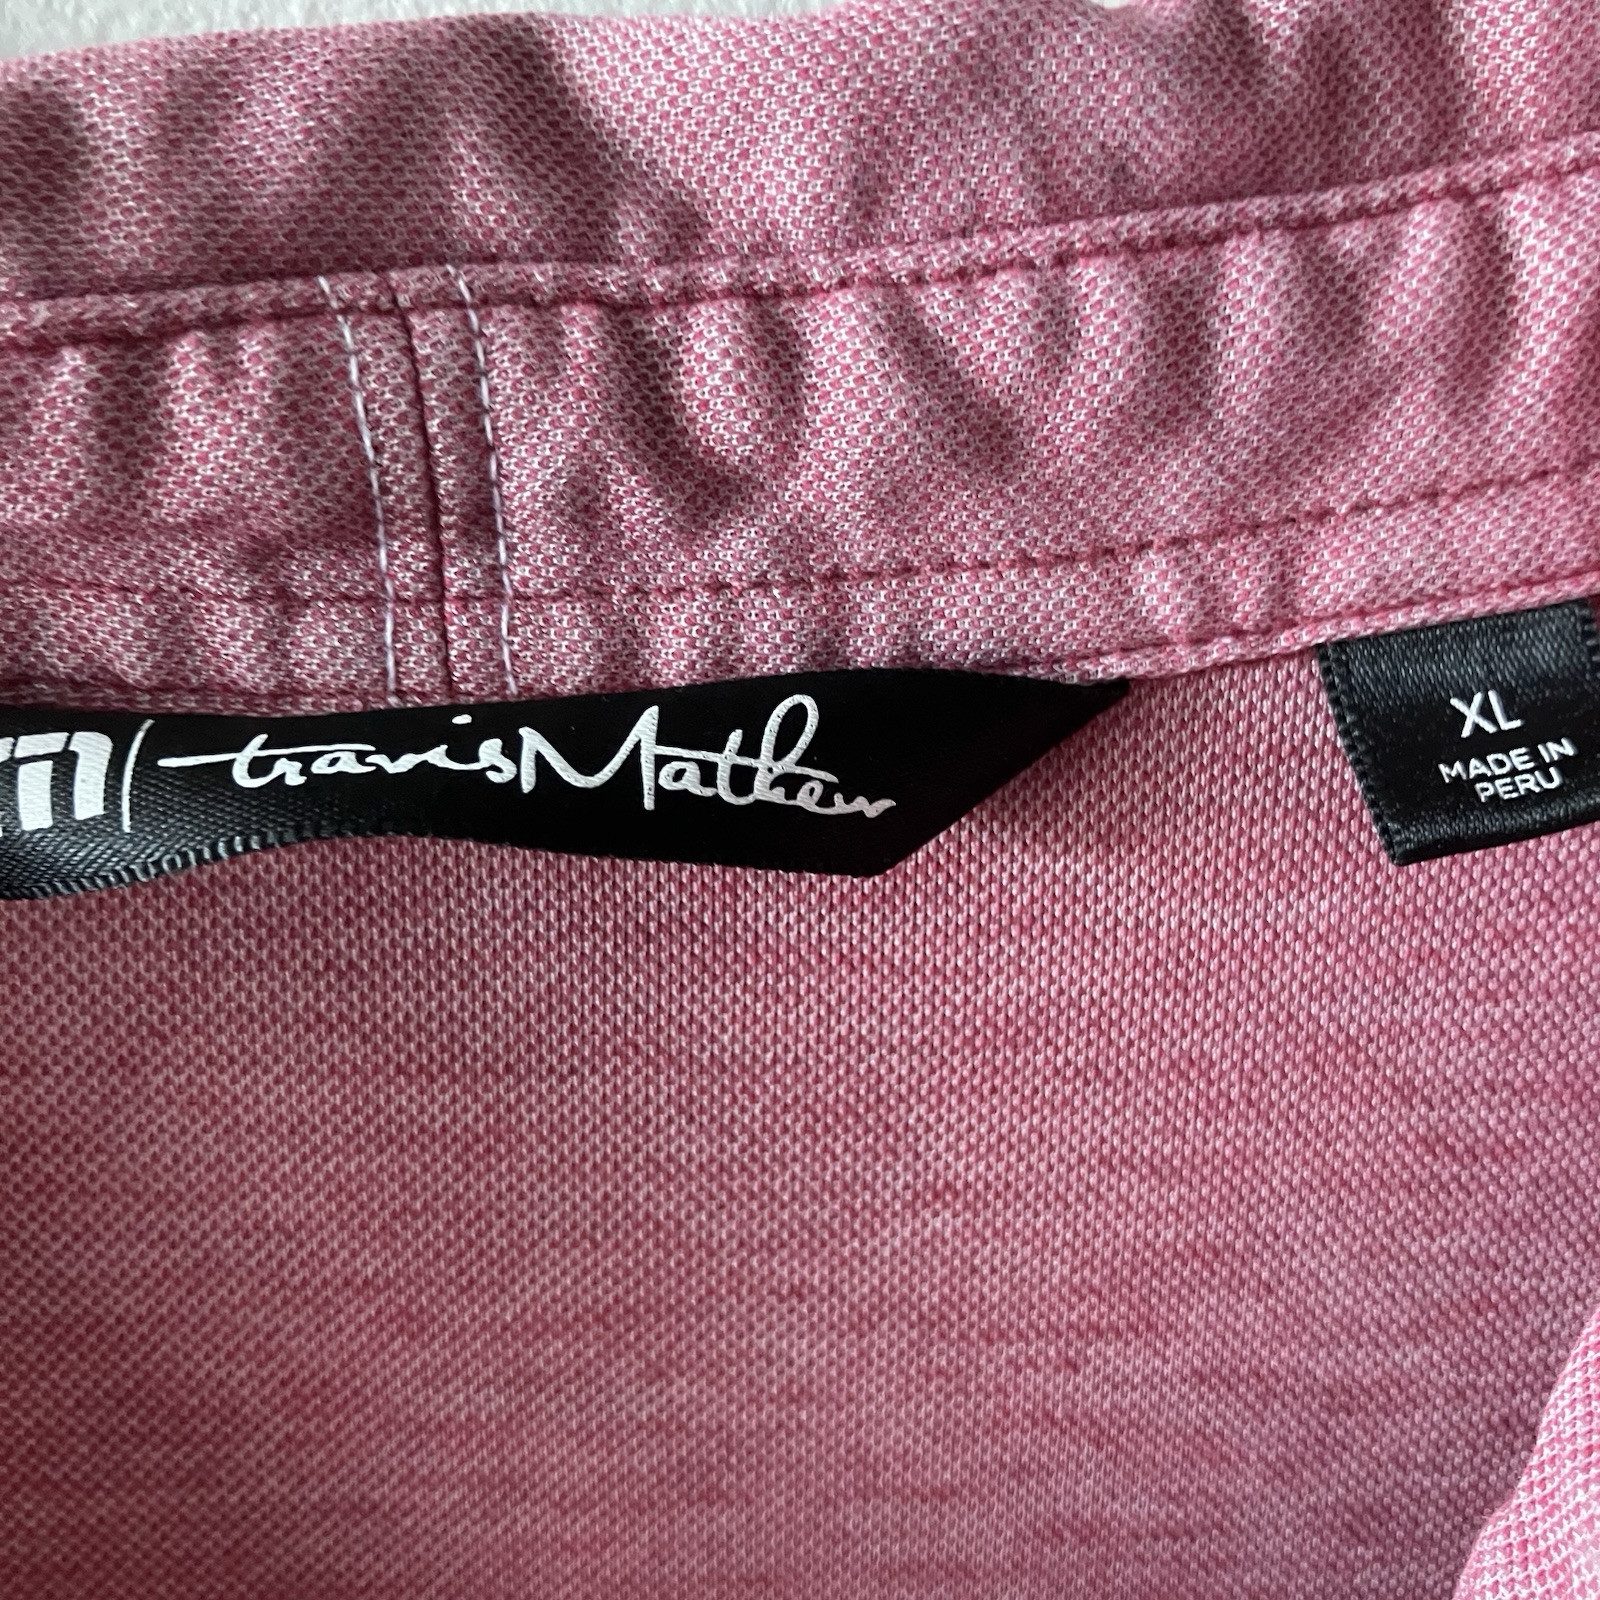 travisMathew
XL
MADE IN
PERU